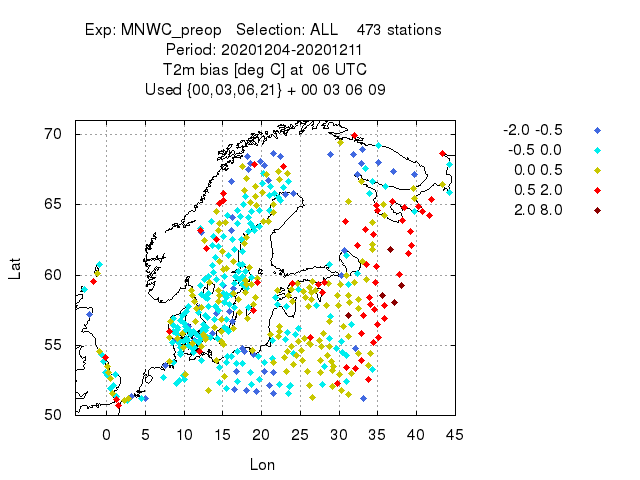 Exp: MNWC_preop   Selection: ALL    473 stations
Period: 20201204-20201211
T2m bias [deg C] at  06 UTC
Used {00,03,06,21} + 00 03 06 09
-2.0 -0.5
-0.5 0.0
0.0 0.5
0.5 2.0
2.0 8.0
70
65
60
55
50
Lat
0 5 10 15 20 25 30 35 40 45
Lon